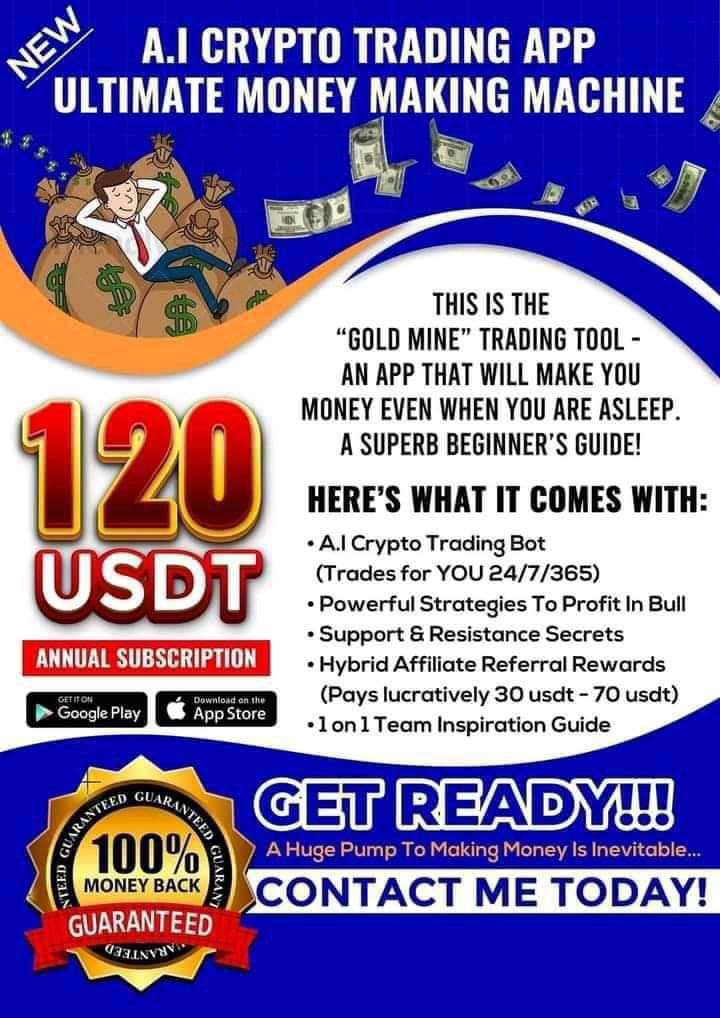 NEW
A.I CRYPTO TRADING APP
ULTIMATE MONEY MAKING MACHINE
THIS IS THE
“GOLD MINE” TRADING TOOL -
AN APP THAT WILL MAKE YOU
MONEY EVEN WHEN YOU ARE ASLEEP.
A SUPERB BEGINNER'S GUIDE!
120
USDT
ANNUAL SUBSCRIPTION
GET IT ON
Google Play
Download on the
App Store
HERE'S WHAT IT COMES WITH:
• A.I Crypto Trading Bot
(Trades for YOU 24/7/365)
• Powerful Strategies To Profit In Bull
• Support & Resistance Secrets
• Hybrid Affiliate Referral Rewards
(Pays lucratively 30 usdt - 70 usdt)
• 1 on 1 Team Inspiration Guide
GUARANTEED GUARANTEED
100%
MONEY BACK
GUARANTEED
GET READY!!!
A Huge Pump To Making Money Is Inevitable...
CONTACT ME TODAY!